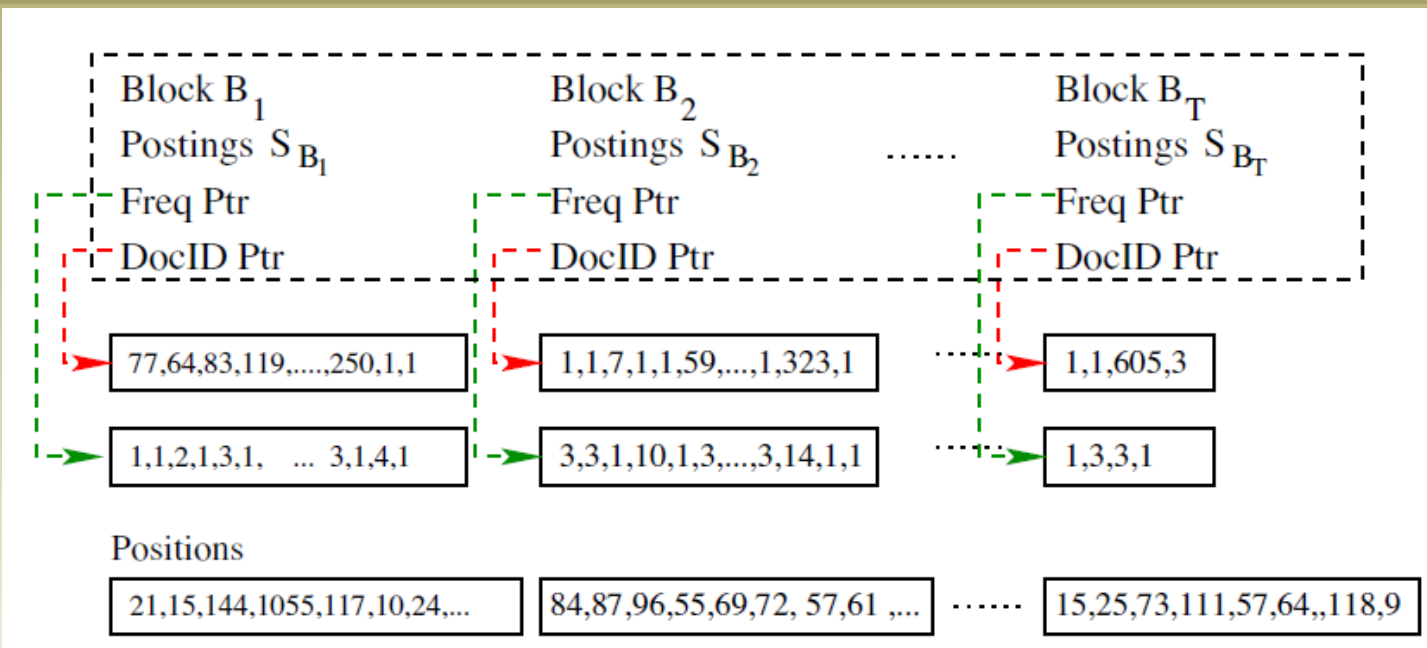 Block B1 Block B2 Block BT
Postings SB1 Postings SB2 ...... Postings SBT
Freq Ptr Freq Ptr Freq Ptr
DocID Ptr DocID Ptr DocID Ptr
77,64,83,119,....,250,1,1 1,1,7,1,1,59,...,1,323,1 1,1,605,3
1,1,2,1,3,1, ... 3,1,4,1 3,3,1,10,1,3,...,3,14,1,1 1,3,3,1
Positions
21,15,144,1055,117,10,24,... 84,87,96,55,69,72, 57,61 ,... ...... 15,25,73,111,57,64,,118,9